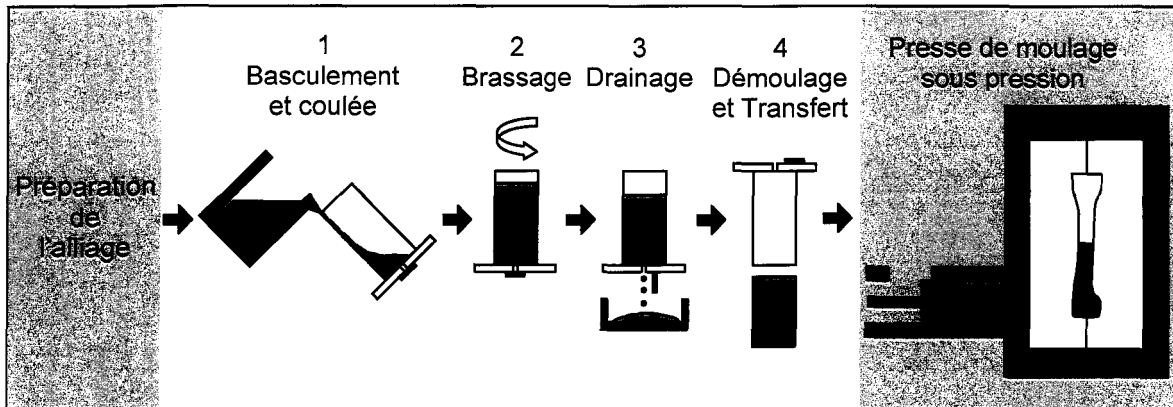 Préparation
de
l'alliage
1
Basculement
et coulée
2
Brassage
3
Drainage
4
Démoulage
et Transfert
Presse de moulage
sous pression